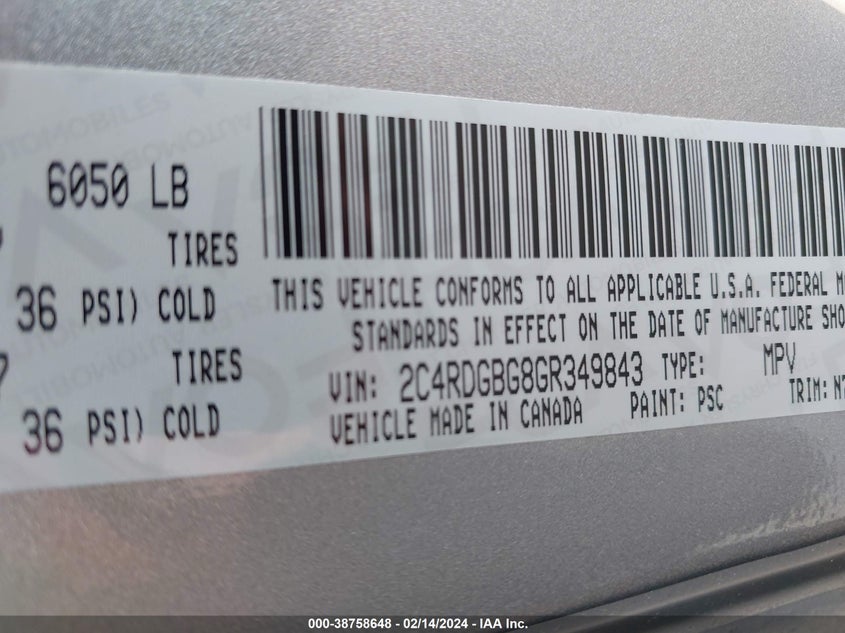 6050 LB
TIRES
36 PSI) COLD
7 TIRES
36 PSI) COLD
THIS VEHICLE CONFORMS TO ALL APPLICABLE U.S.A. FEDERAL
STANDARDS IN EFFECT ON THE DATE OF MANUFACTURE
VIN: 2C4RDGBG8GR349843 TYPE: MPV
VEHICLE MADE IN CANADA PAINT: PSC TRIM:
000-38758648 - 02/14/2024 - IAA Inc.